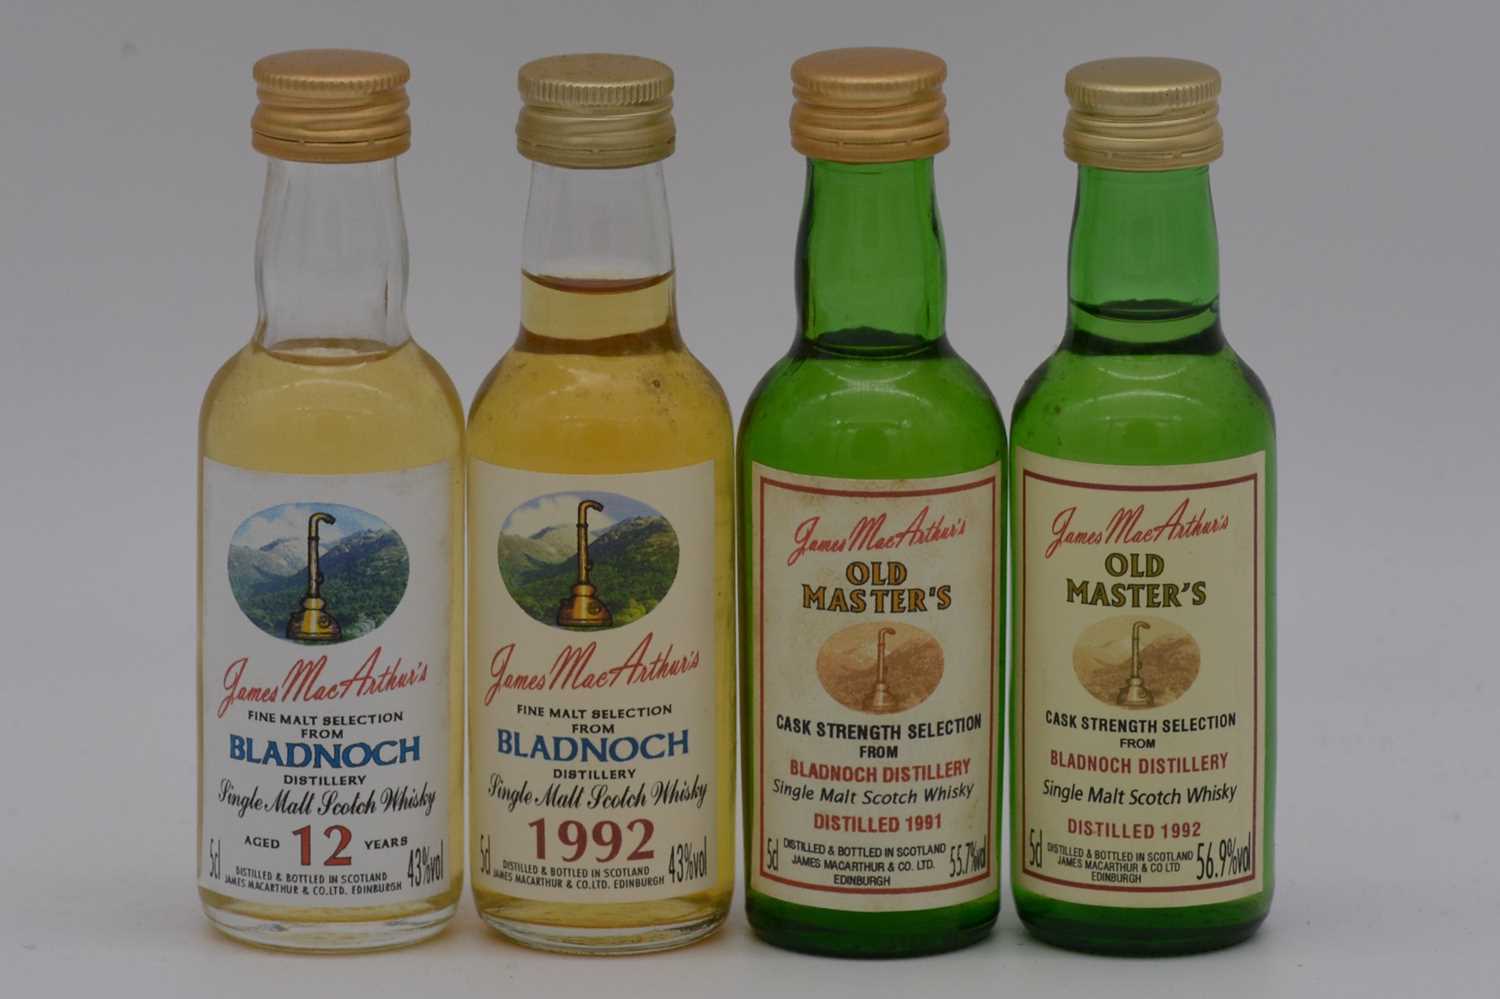 James MacArthur's
FINE MALT SELECTION
FROM
BLADNOCH
DISTILLERY
Single Malt Scotch Whisky
AGED 12 YEARS
5cl 43%vol
DISTILLED & BOTTLED IN SCOTLAND
JAMES MACARTHUR & CO.LTD. EDINBURGH
James MacArthur's
FINE MALT SELECTION
FROM
BLADNOCH
DISTILLERY
Single Malt Scotch Whisky
1992
5cl 43%vol
DISTILLED & BOTTLED IN SCOTLAND
JAMES MACARTHUR & CO.LTD. EDINBURGH
James MacArthur's
OLD
MASTER'S
CASK STRENGTH SELECTION
FROM
BLADNOCH DISTILLERY
Single Malt Scotch Whisky
DISTILLED 1991
5cl 55.7%vol
DISTILLED & BOTTLED IN SCOTLAND
JAMES MACARTHUR & CO. LTD.
EDINBURGH
James MacArthur's
OLD
MASTER'S
CASK STRENGTH SELECTION
FROM
BLADNOCH DISTILLERY
Single Malt Scotch Whisky
DISTILLED 1992
5cl 56.9%vol
DISTILLED & BOTTLED IN SCOTLAND
JAMES MACARTHUR & CO LTD
EDINBURGH